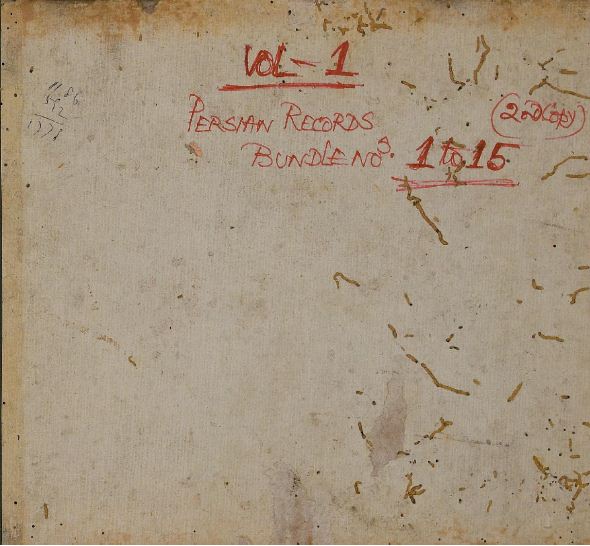 VOL - 1
PERSIAN RECORDS
(2nd Copy)
BUNDLE Nos. 1 to 15